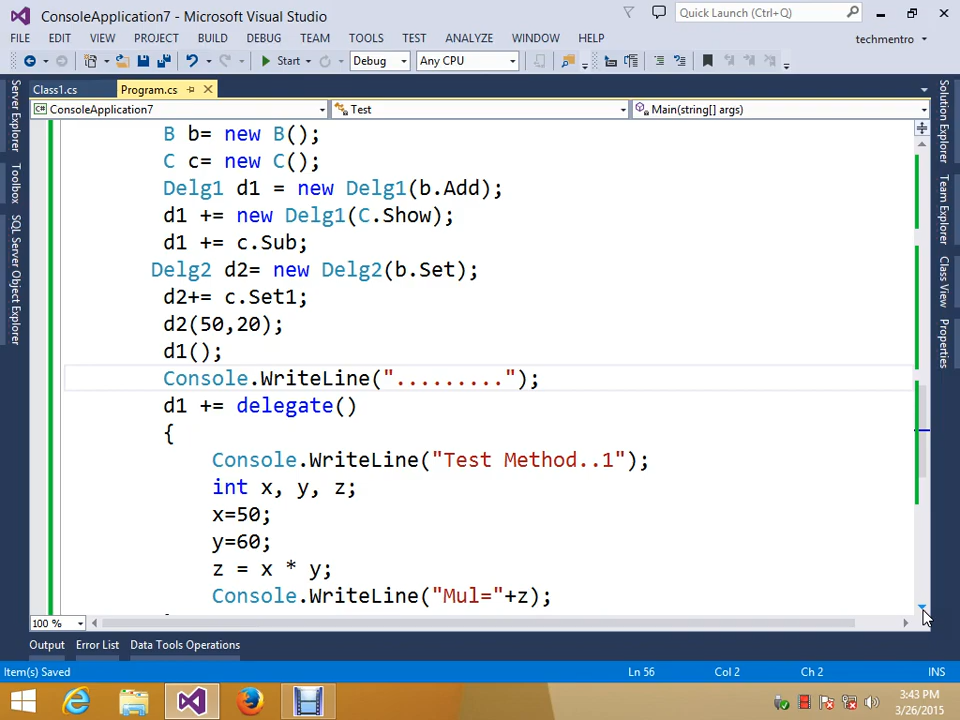 ConsoleApplication7 - Microsoft Visual Studio
Quick Launch (Ctrl+Q)
FILE EDIT VIEW PROJECT BUILD DEBUG TEAM TOOLS TEST ANALYZE WINDOW HELP
techmentro
Start Debug Any CPU
Class1.cs Program.cs
C# ConsoleApplication7 Test Main(string[] args)
Server Explorer
Toolbox
SQL Server Object Explorer
B b= new B();
C c= new C();
Delg1 d1 = new Delg1(b.Add);
d1 += new Delg1(C.Show);
d1 += c.Sub;
Delg2 d2= new Delg2(b.Set);
d2+= c.Set1;
d2(50,20);
d1();
Console.WriteLine(".........");
d1 += delegate()
{
Console.WriteLine("Test Method..1");
int x, y, z;
x=50;
y=60;
z = x * y;
Console.WriteLine("Mul="+z);
Solution Explorer
Team Explorer
Class View
Properties
100 %
Output Error List Data Tools Operations
Item(s) Saved Ln 56 Col 2 Ch 2 INS
3:43 PM
3/26/2015